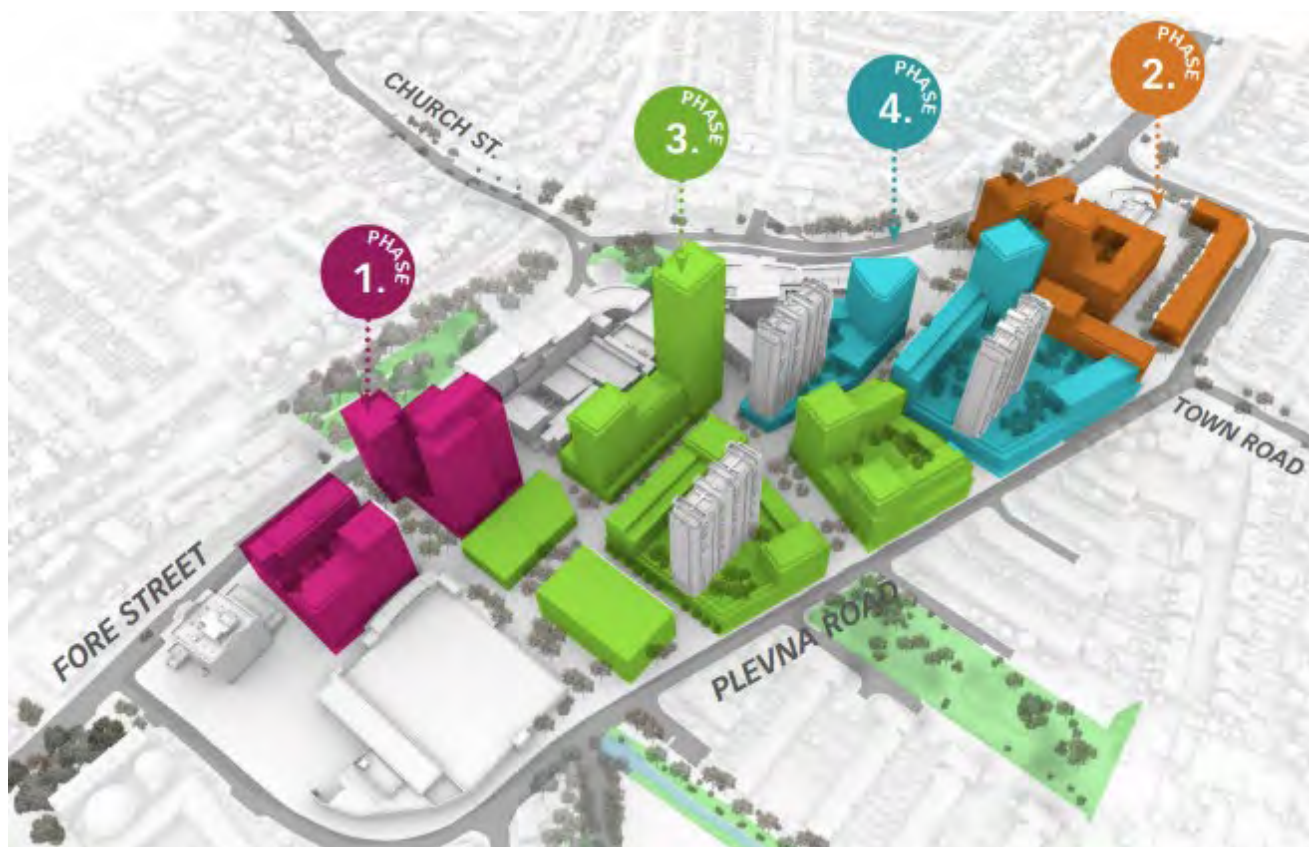 CHURCH ST.
PHASE
1.
PHASE
3.
PHASE
4.
PHASE
2.
FORE STREET
PLEVNA ROAD
TOWN ROAD